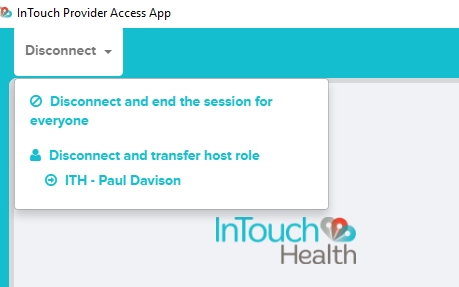 InTouch Provider Access App
Disconnect
Disconnect and end the session for
everyone
Disconnect and transfer host role
ITH - Paul Davison
InTouch
Health